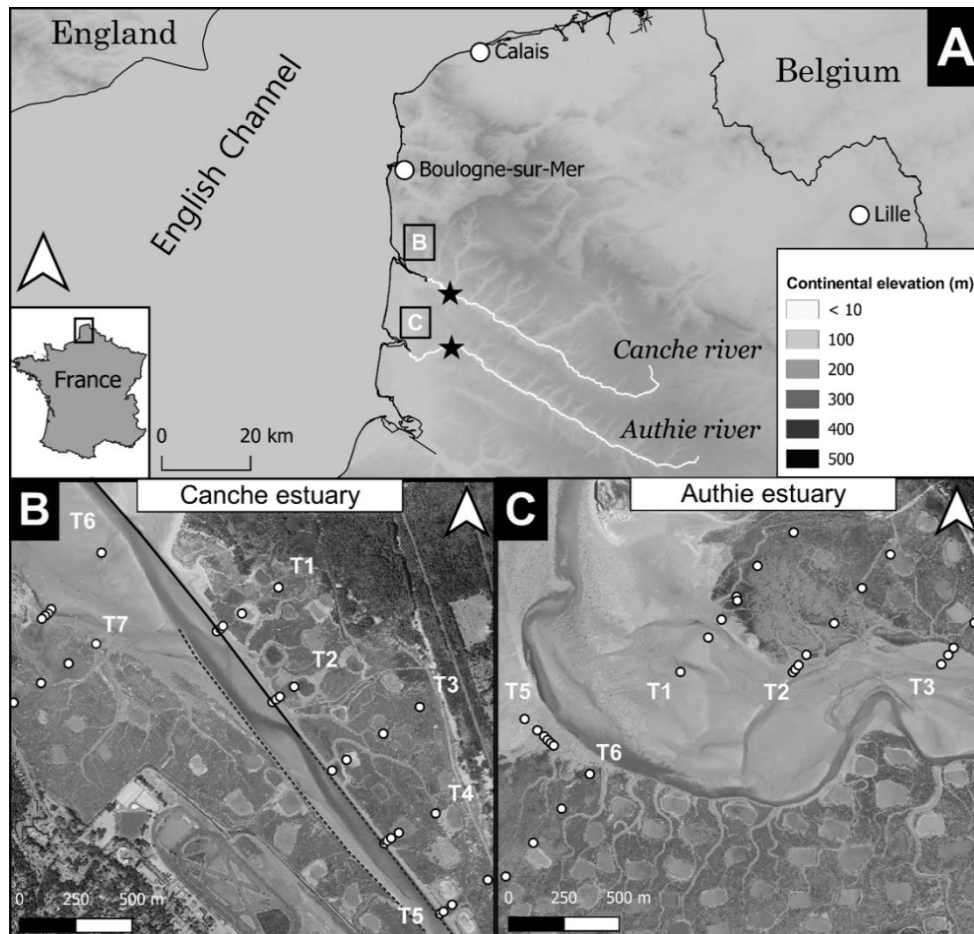 England
A
Calais
Belgium
English Channel
Boulogne-sur-Mer
Lille
B
C
Continental elevation (m)
< 10
100
200
300
400
500
Canche river
Authie river
France
0 20 km
B
Canche estuary
T6
T1
T7
T2
T3
T4
T5
0 250 500 m
C
Authie estuary
T1
T2
T3
T5
T6
0 250 500 m